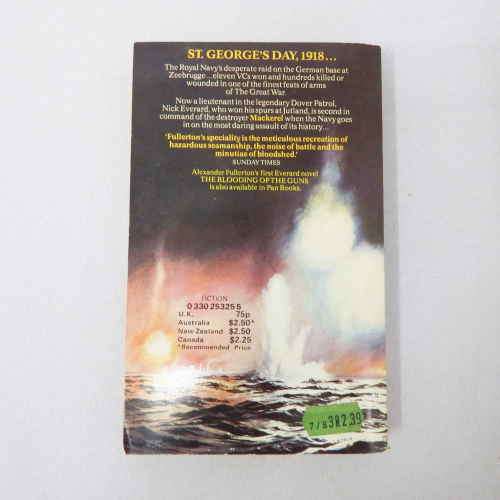 ST. GEORGE'S DAY, 1918...
The Royal Navy's desperate raid on the German base at
Zeebrugge...eleven VCs won and hundreds killed or
wounded in one of the finest feats of arms
of The Great War.
Now a lieutenant in the legendary Dover Patrol,
Nick Everard, who won his spurs at Jutland, is second in
command of the destroyer Mackerel when the Navy goes
in on the most daring assault of its history...
'Fullerton's speciality is the meticulous recreation of
hazardous seamanship, the noise of battle and the
minutiae of bloodshed.'
SUNDAY TIMES
Alexander Fullerton's first Everard novel
THE BLOODING OF THE GUNS
is also available in Pan Books.
FICTION
0 330 25325 5
U.K. 75p
Australia $2.50*
New Zealand $2.50
Canada $2.25
*Recommended Price
7/8 3R2.39